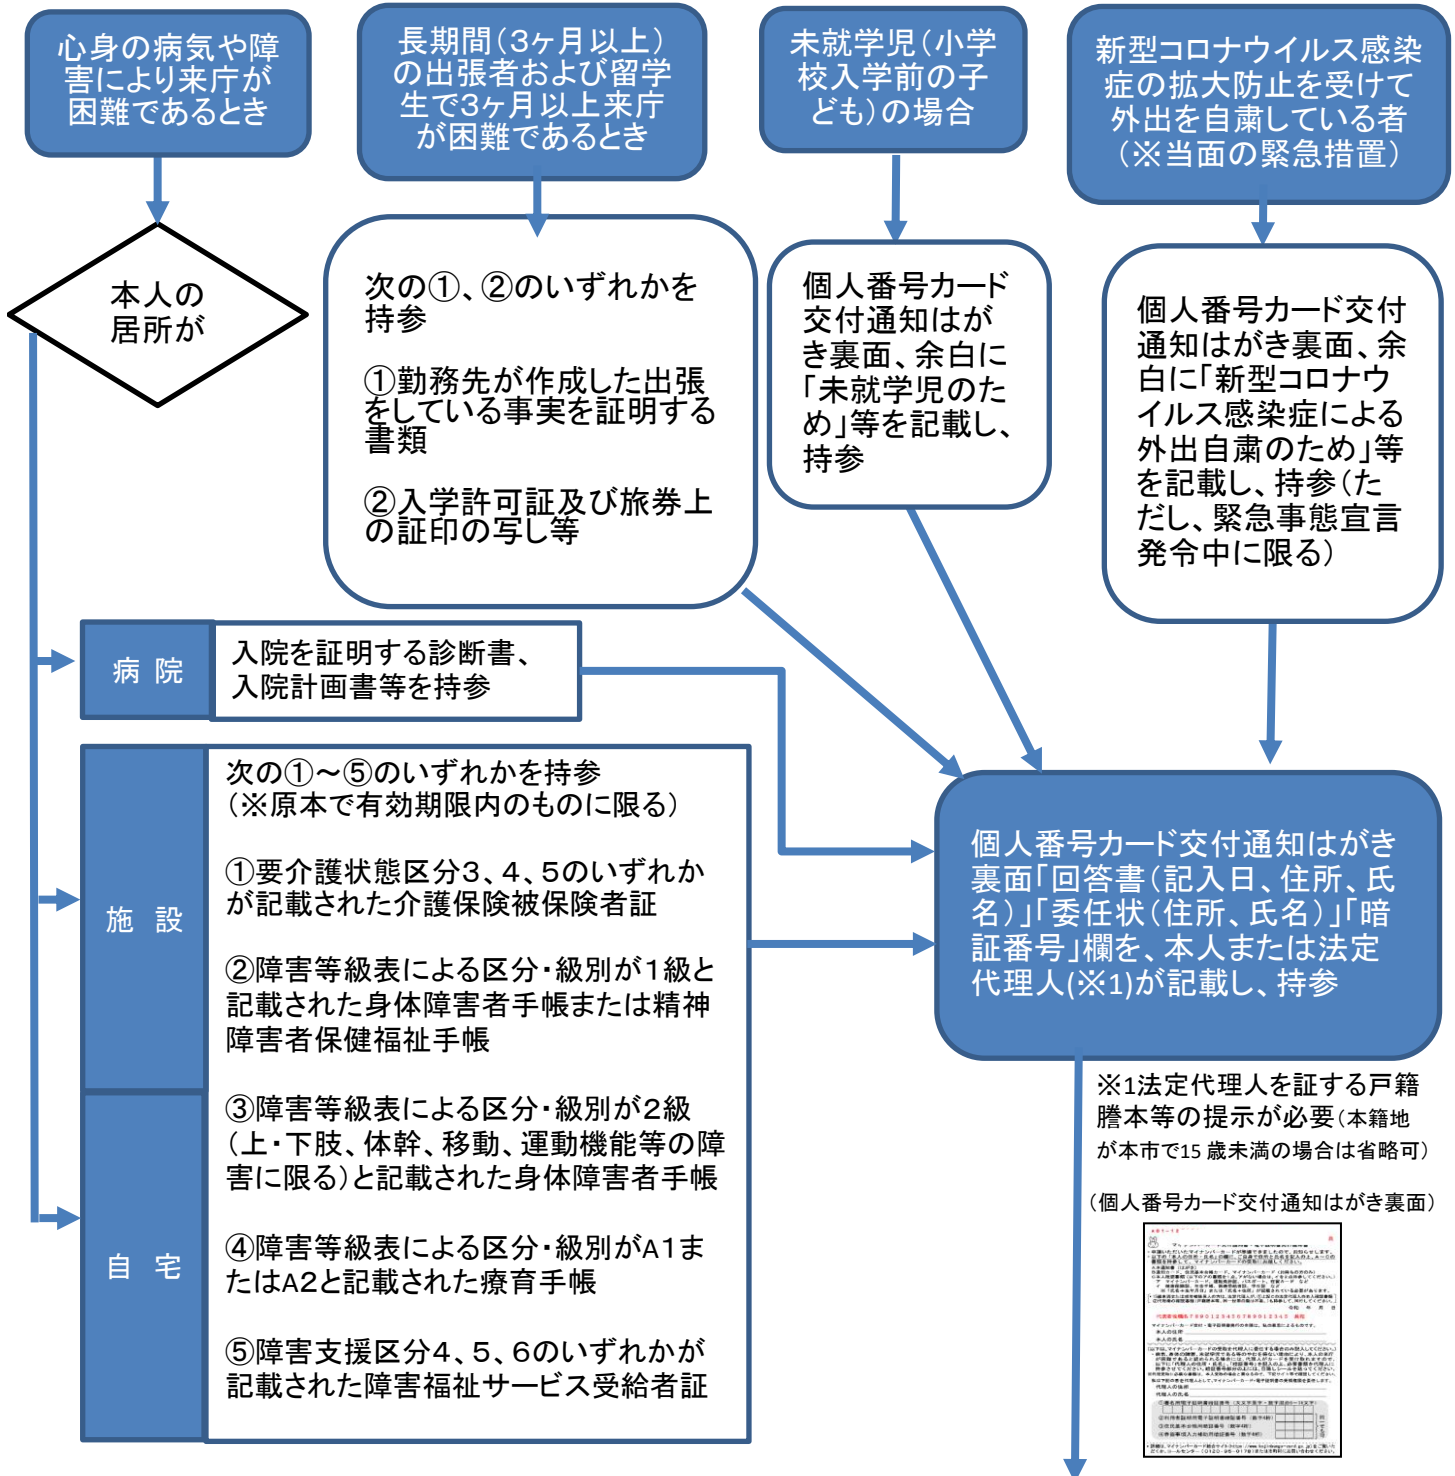 心身の病気や障
害により来庁が
困難であるとき
長期間(3ヶ月以上)
の出張者および留学
生で3ヶ月以上来庁
が困難であるとき
未就学児(小学
校入学前の子
ども)の場合
新型コロナウイルス感染
症の拡大防止を受けて
外出を自粛している者
(※当面の緊急措置)
本人の
居所が
次の①、②のいずれかを
持参
①勤務先が作成した出張
をしている事実を証明する
書類
②入学許可証及び旅券上
の証印の写し等
個人番号カード
交付通知はが
き裏面、余白に
「未就学児のた
め」等を記載し、
持参
個人番号カード交付
通知はがき裏面、余
白に「新型コロナウ
イルス感染症による
外出自粛のため」等
を記載し、持参(た
だし、緊急事態宣言
発令中に限る)
病 院
入院を証明する診断書、
入院計画書等を持参
施 設
自 宅
次の①～⑤のいずれかを持参
(※原本で有効期限内のものに限る)
①要介護状態区分3、4、5のいずれか
が記載された介護保険被保険者証
②障害等級表による区分・級別が1級と
記載された身体障害者手帳または精神
障害者保健福祉手帳
③障害等級表による区分・級別が2級
(上・下肢、体幹、移動、運動機能等の障
害に限る)と記載された身体障害者手帳
④障害等級表による区分・級別がA1ま
たはA2と記載された療育手帳
⑤障害支援区分4、5、6のいずれかが
記載された障害福祉サービス受給者証
個人番号カード交付通知はがき
裏面「回答書(記入日、住所、氏
名)」「委任状(住所、氏名)」「暗
証番号」欄を、本人または法定
代理人(※1)が記載し、持参
※1法定代理人を証する戸籍
謄本等の提示が必要(本籍地
が本市で15 歳未満の場合は省略可)
(個人番号カード交付通知はがき裏面)
本人の住所
本人の氏名
代理人の住所
代理人の氏名